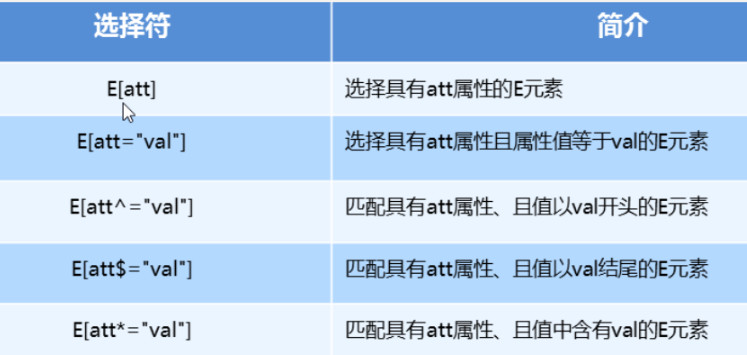 选择符 简介
E[att] 选择具有att属性的E元素
E[att="val"] 选择具有att属性且属性值等于val的E元素
E[att^="val"] 匹配具有att属性、且值以val开头的E元素
E[att$="val"] 匹配具有att属性、且值以val结尾的E元素
E[att*="val"] 匹配具有att属性、且值中含有val的E元素